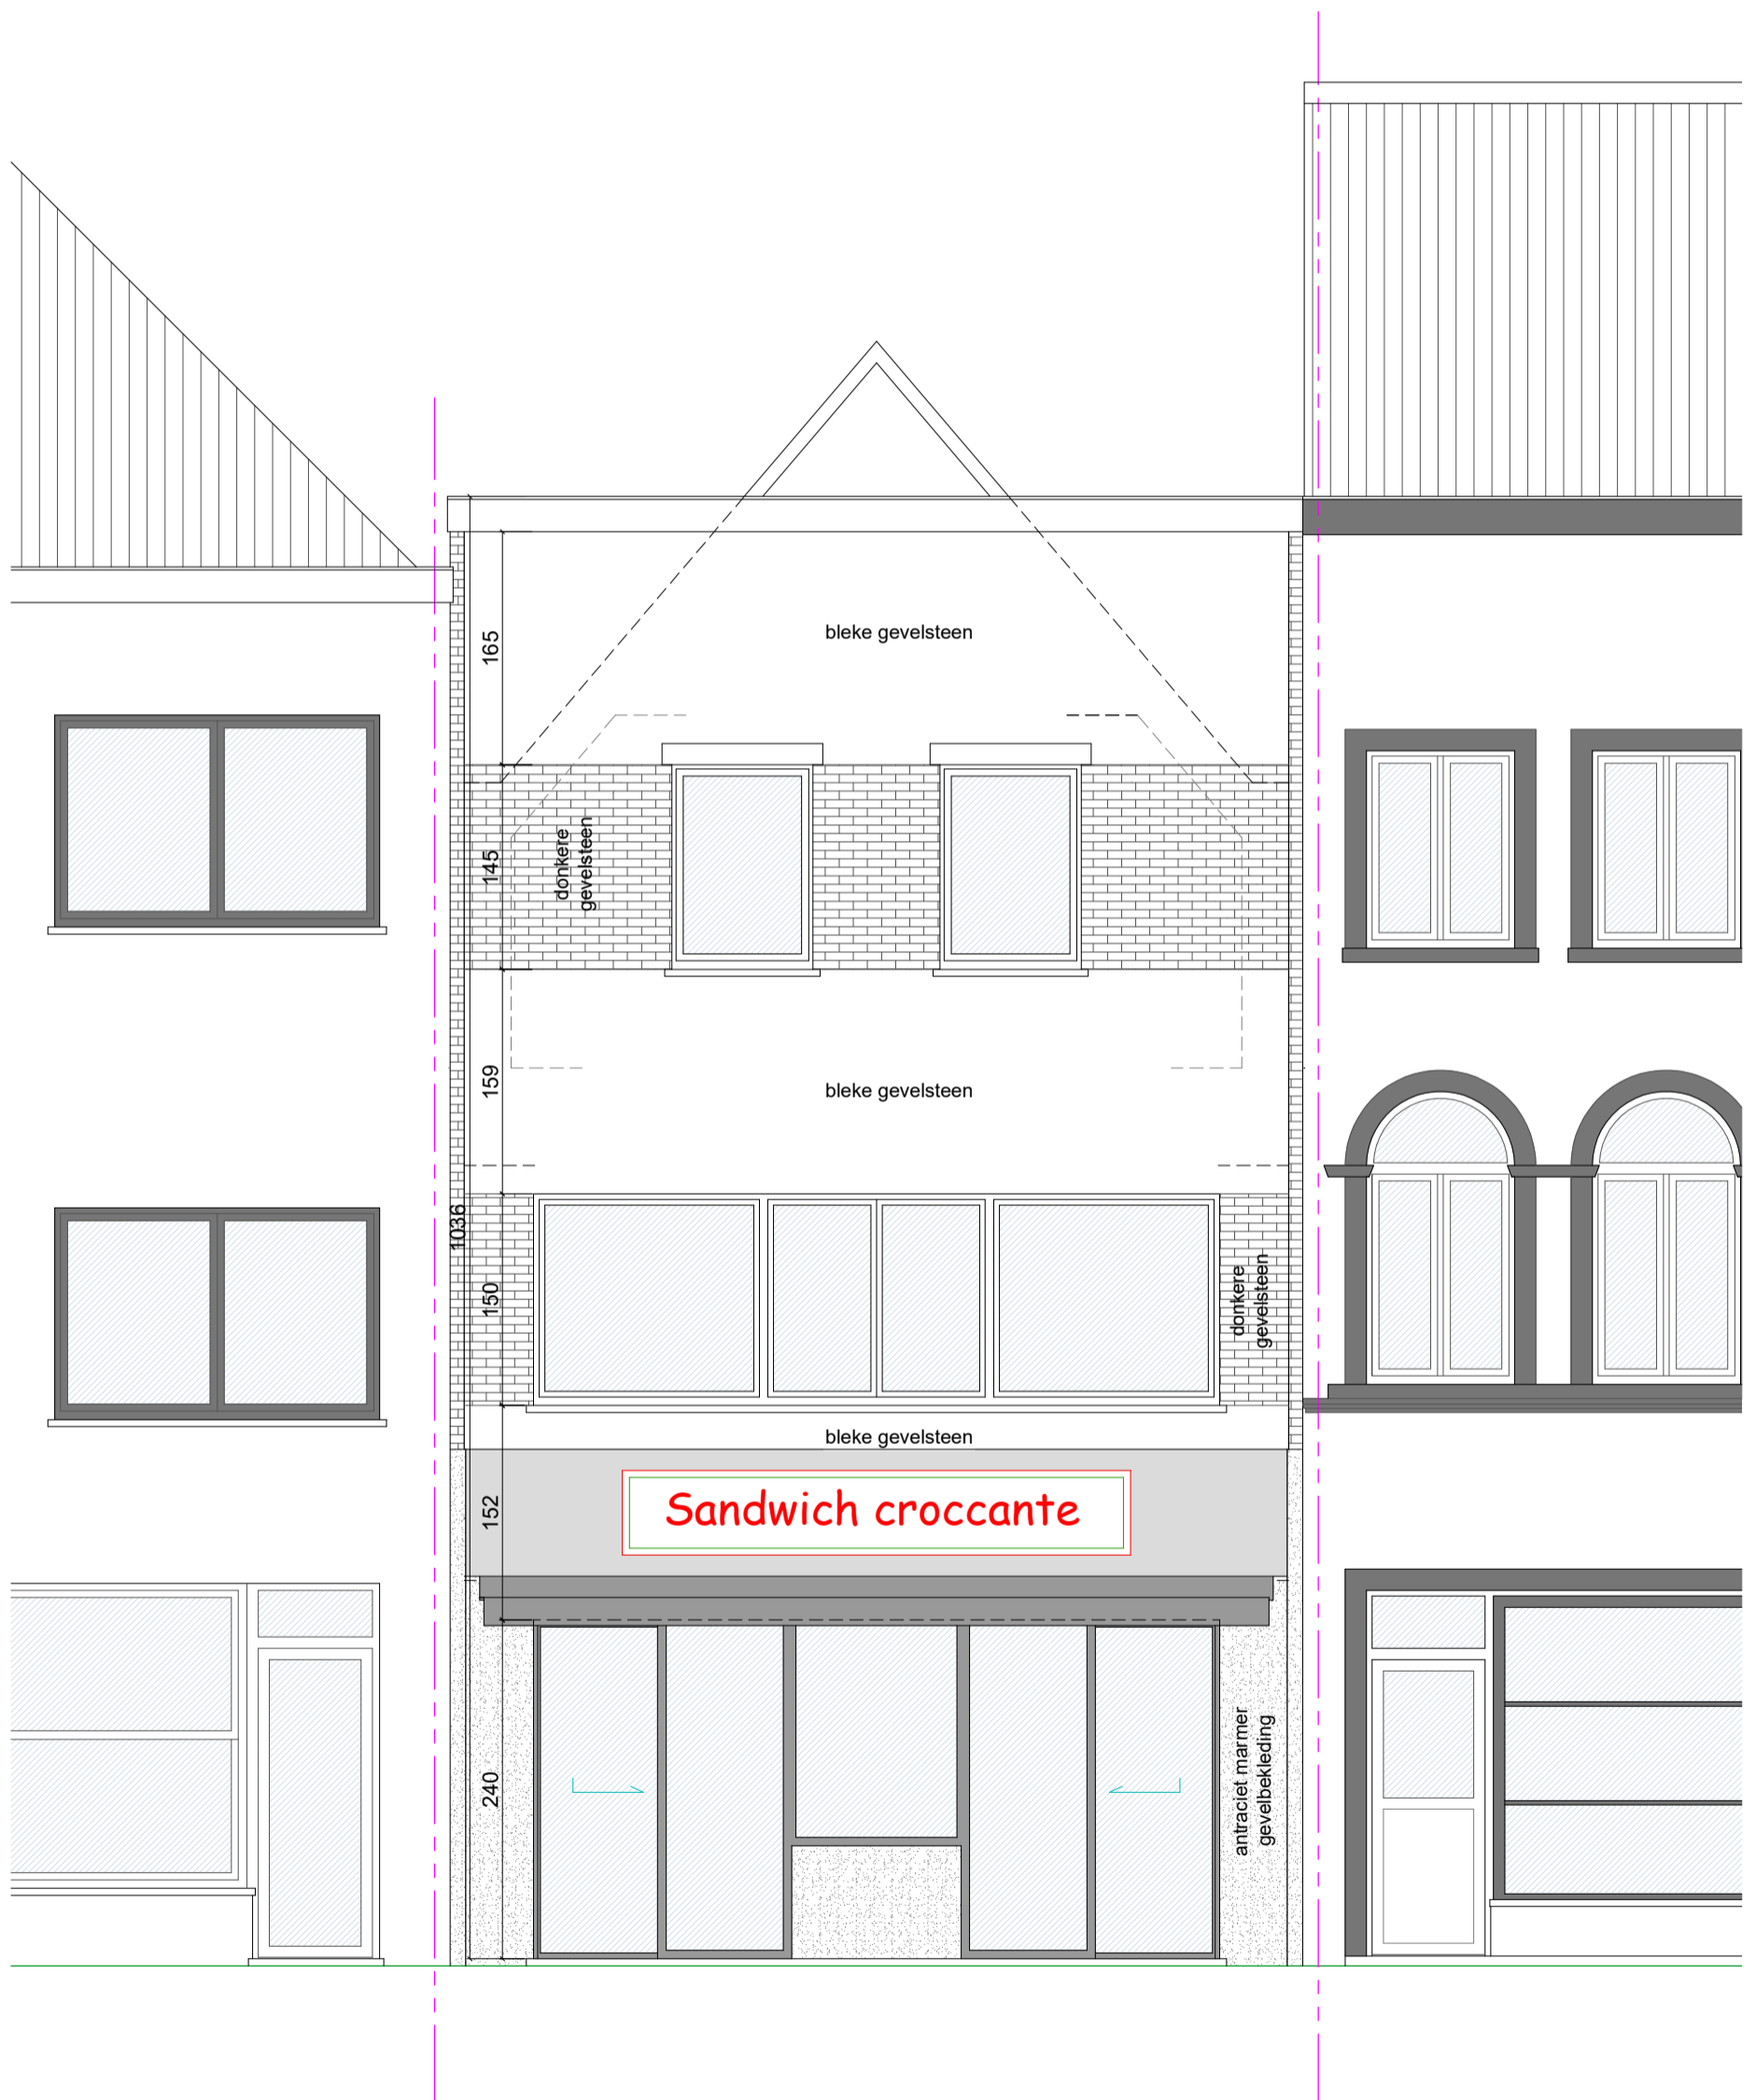 bleke gevelsteen
165
donkere
gevelsteen
145
159
bleke gevelsteen
1036
150
donkere
gevelsteen
bleke gevelsteen
Sandwich croccante
152
240
antraciet marmer
gevelbekleding